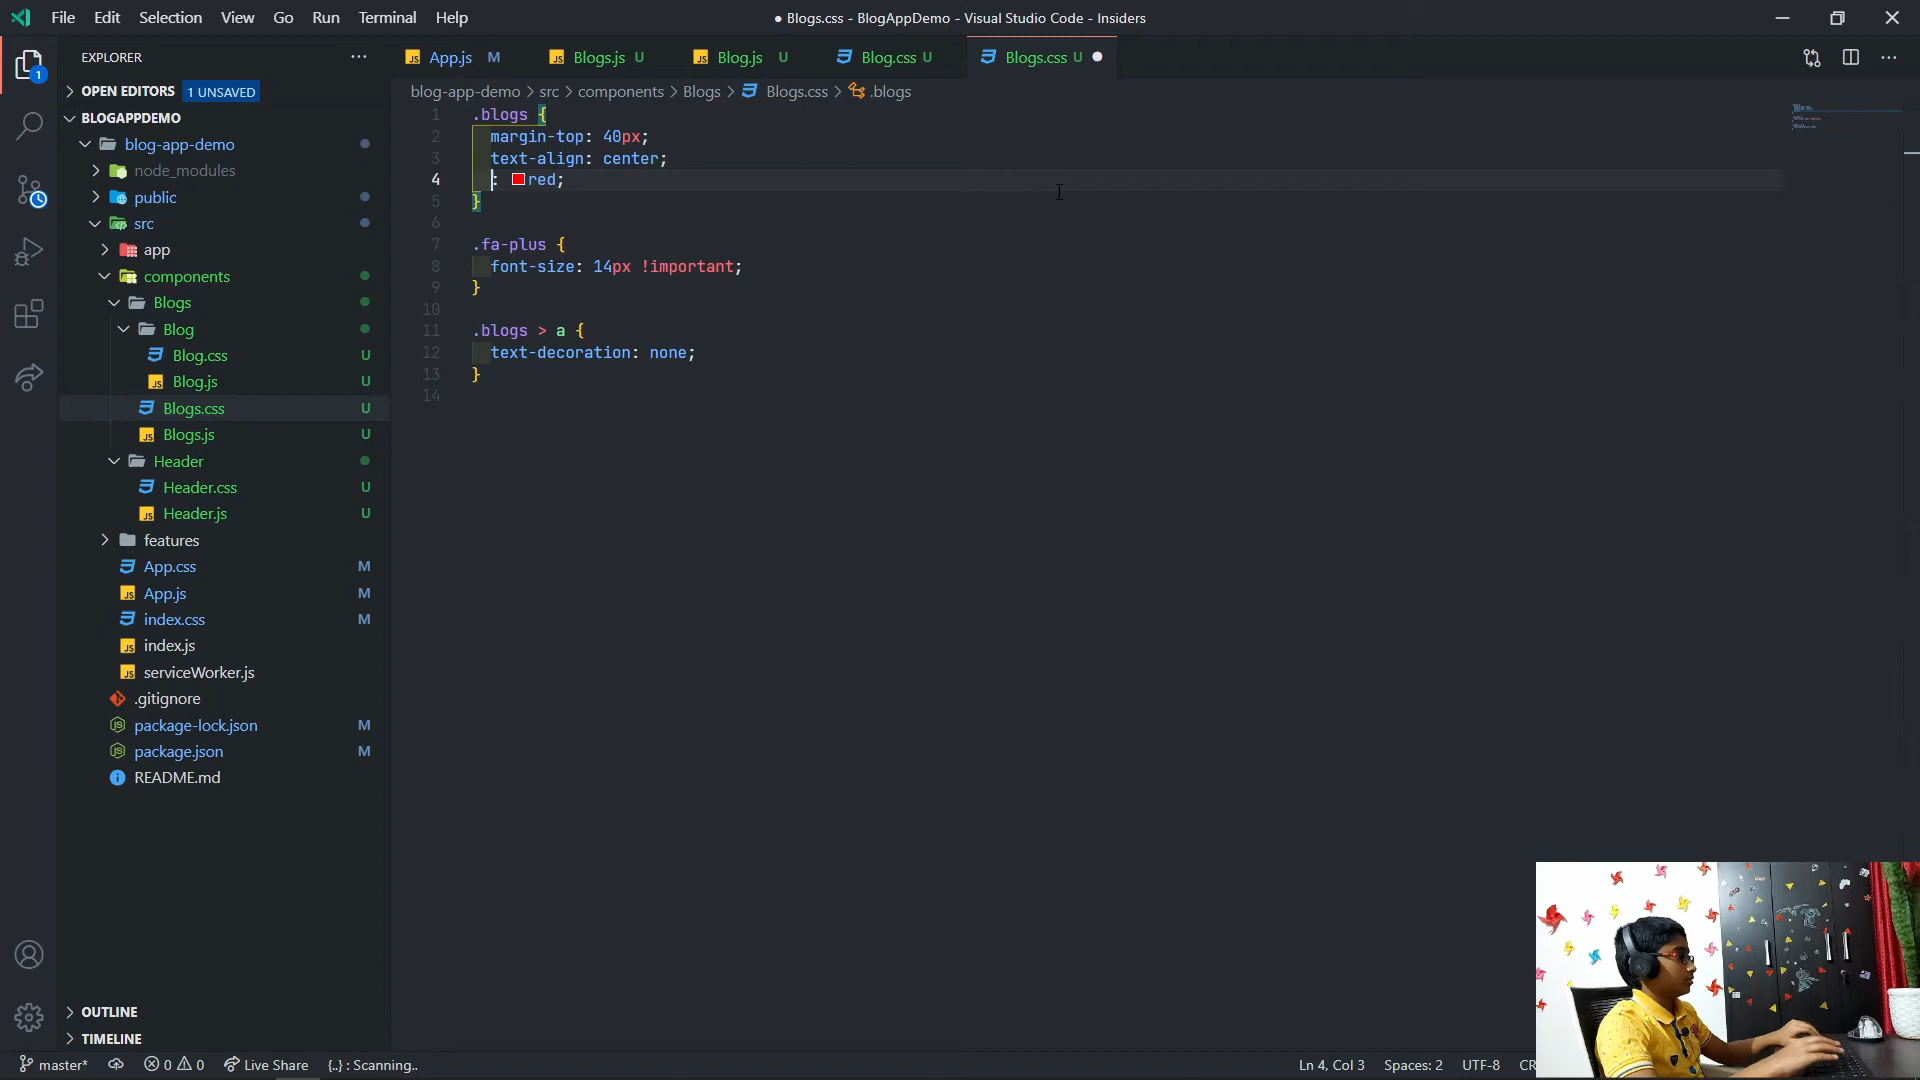 File Edit Selection View Go Run Terminal Help
● Blogs.css - BlogAppDemo - Visual Studio Code - Insiders
EXPLORER
App.js M
Blogs.js U
Blog.js U
Blog.css U
Blogs.css U
OPEN EDITORS 1 UNSAVED
blog-app-demo > src > components > Blogs > Blogs.css > .blogs
BLOGAPPDEMO
blog-app-demo
node_modules
public
src
app
components
Blogs
Blog
Blog.css U
Blog.js U
Blogs.css U
Blogs.js U
Header
Header.css U
Header.js U
features
App.css M
App.js M
index.css M
index.js
serviceWorker.js
.gitignore
package-lock.json M
package.json M
README.md
OUTLINE
TIMELINE
1 .blogs {
2 margin-top: 40px;
3 text-align: center;
4 : red;
5 }
6
7 .fa-plus {
8 font-size: 14px !important;
9 }
10
11 .blogs > a {
12 text-decoration: none;
13 }
14
1
master* 0 0 Live Share {..} : Scanning..
Ln 4, Col 3 Spaces: 2 UTF-8 CR